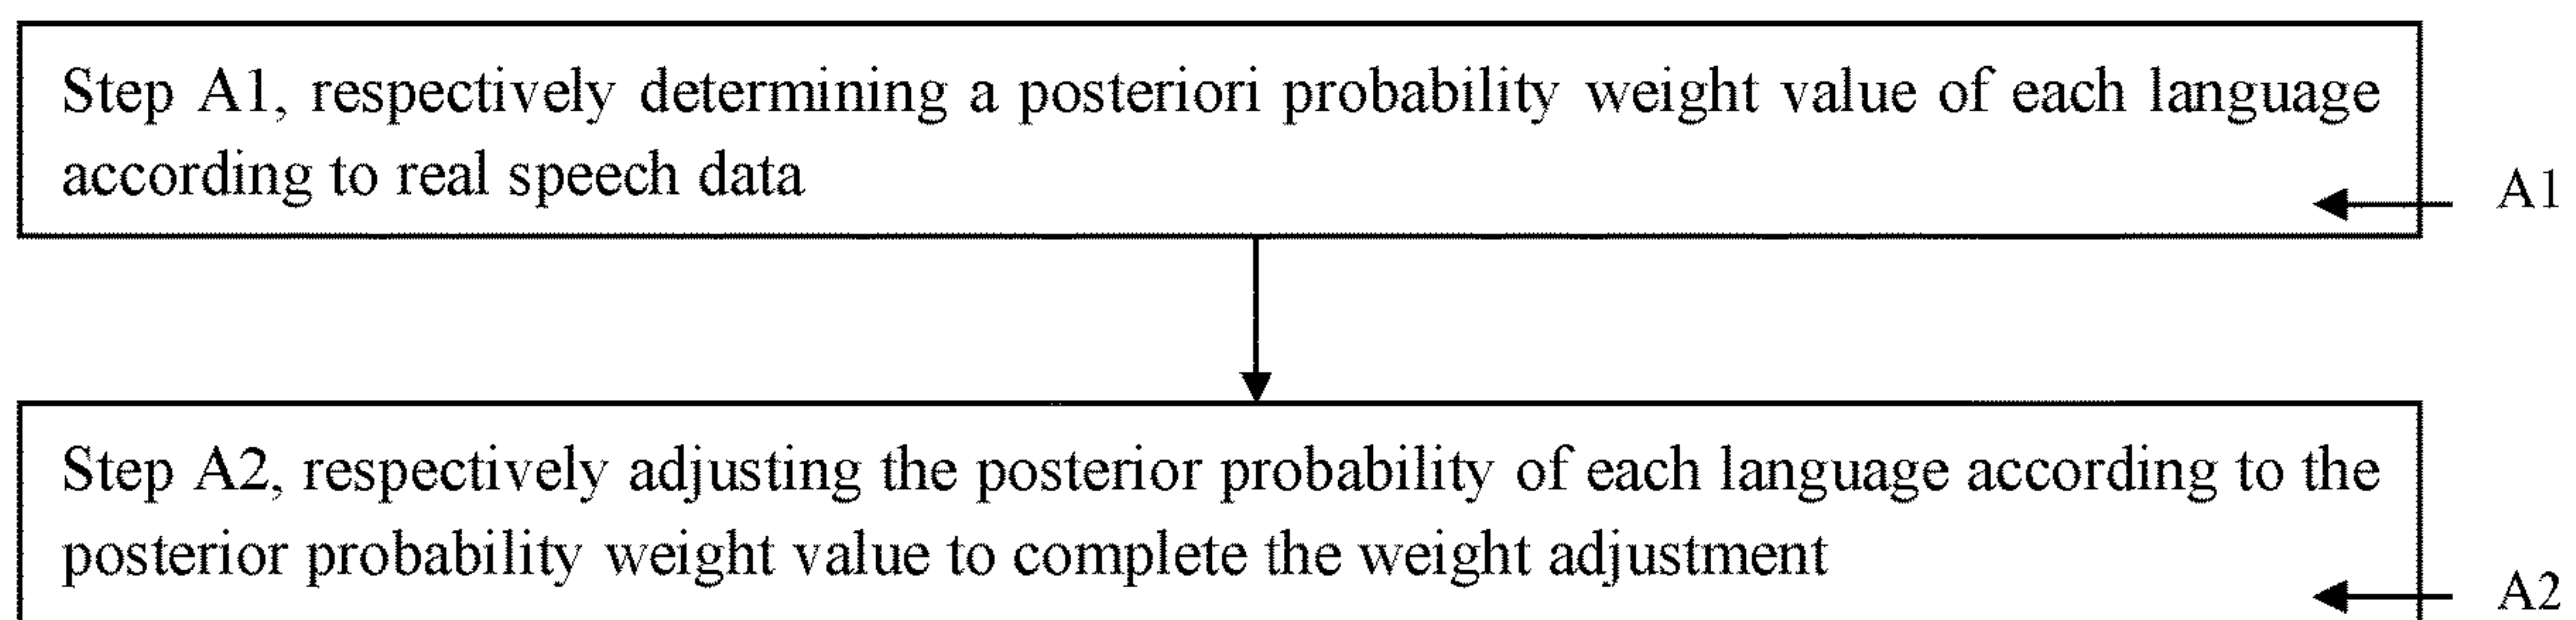 Step A1, respectively determining a posteriori probability weight value of each language
according to real speech data
A1
Step A2, respectively adjusting the posterior probability of each language according to the
posterior probability weight value to complete the weight adjustment
A2